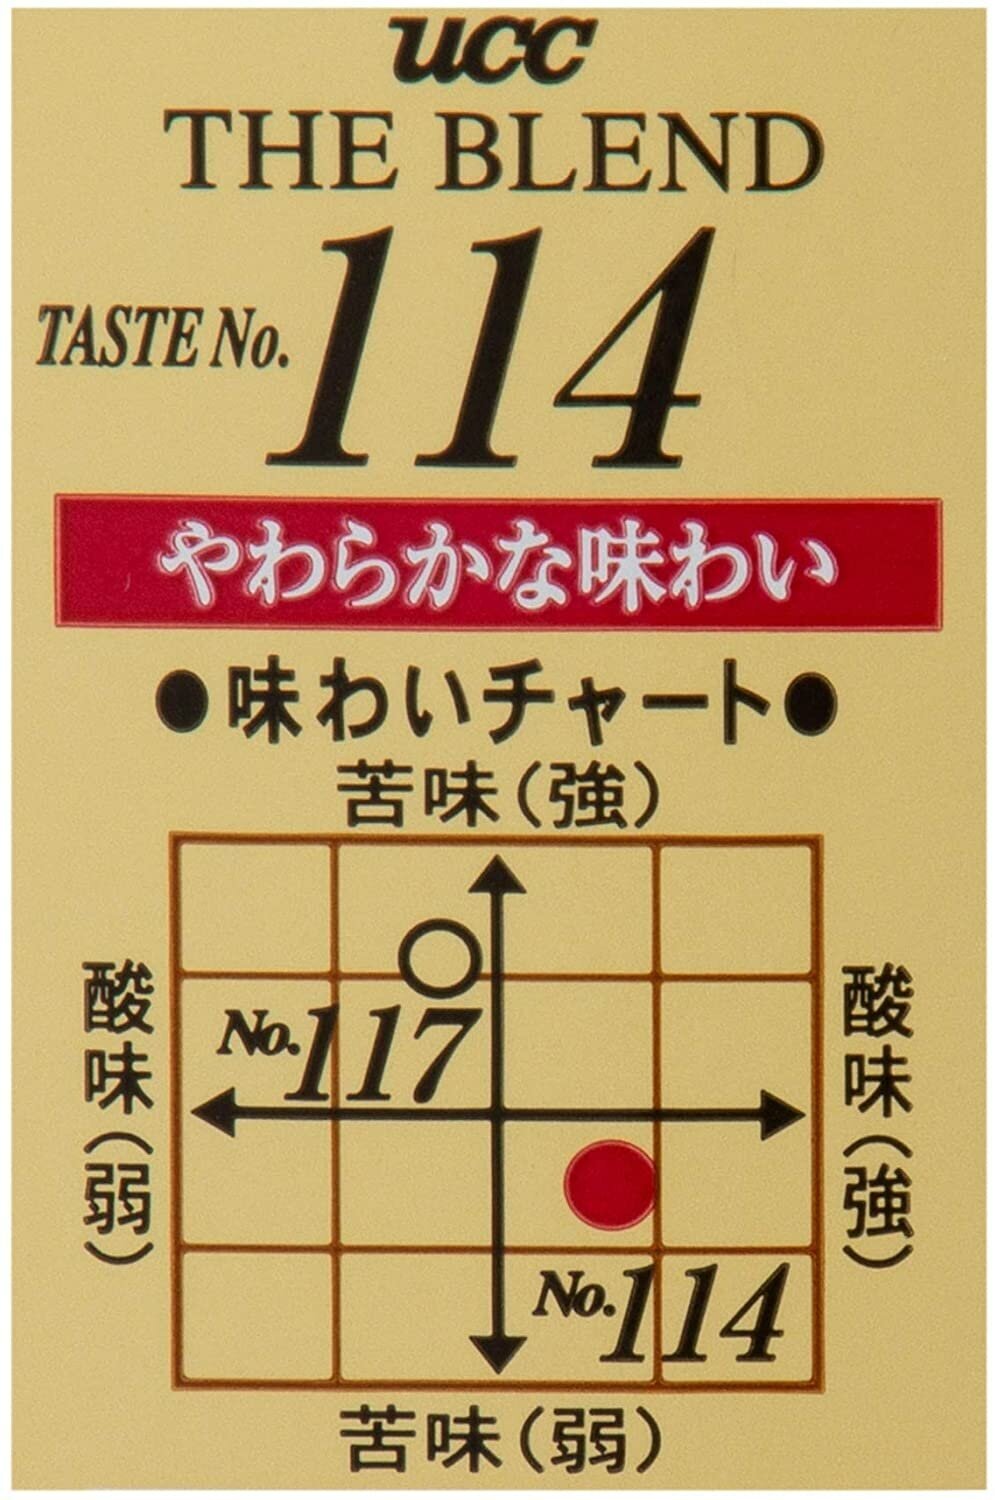 UCC
THE BLEND
TASTE No. 114
やわらかな味わい
●味わいチャート●
苦味(強)
酸味(弱)
酸味(強)
No.117
No.114
苦味(弱)